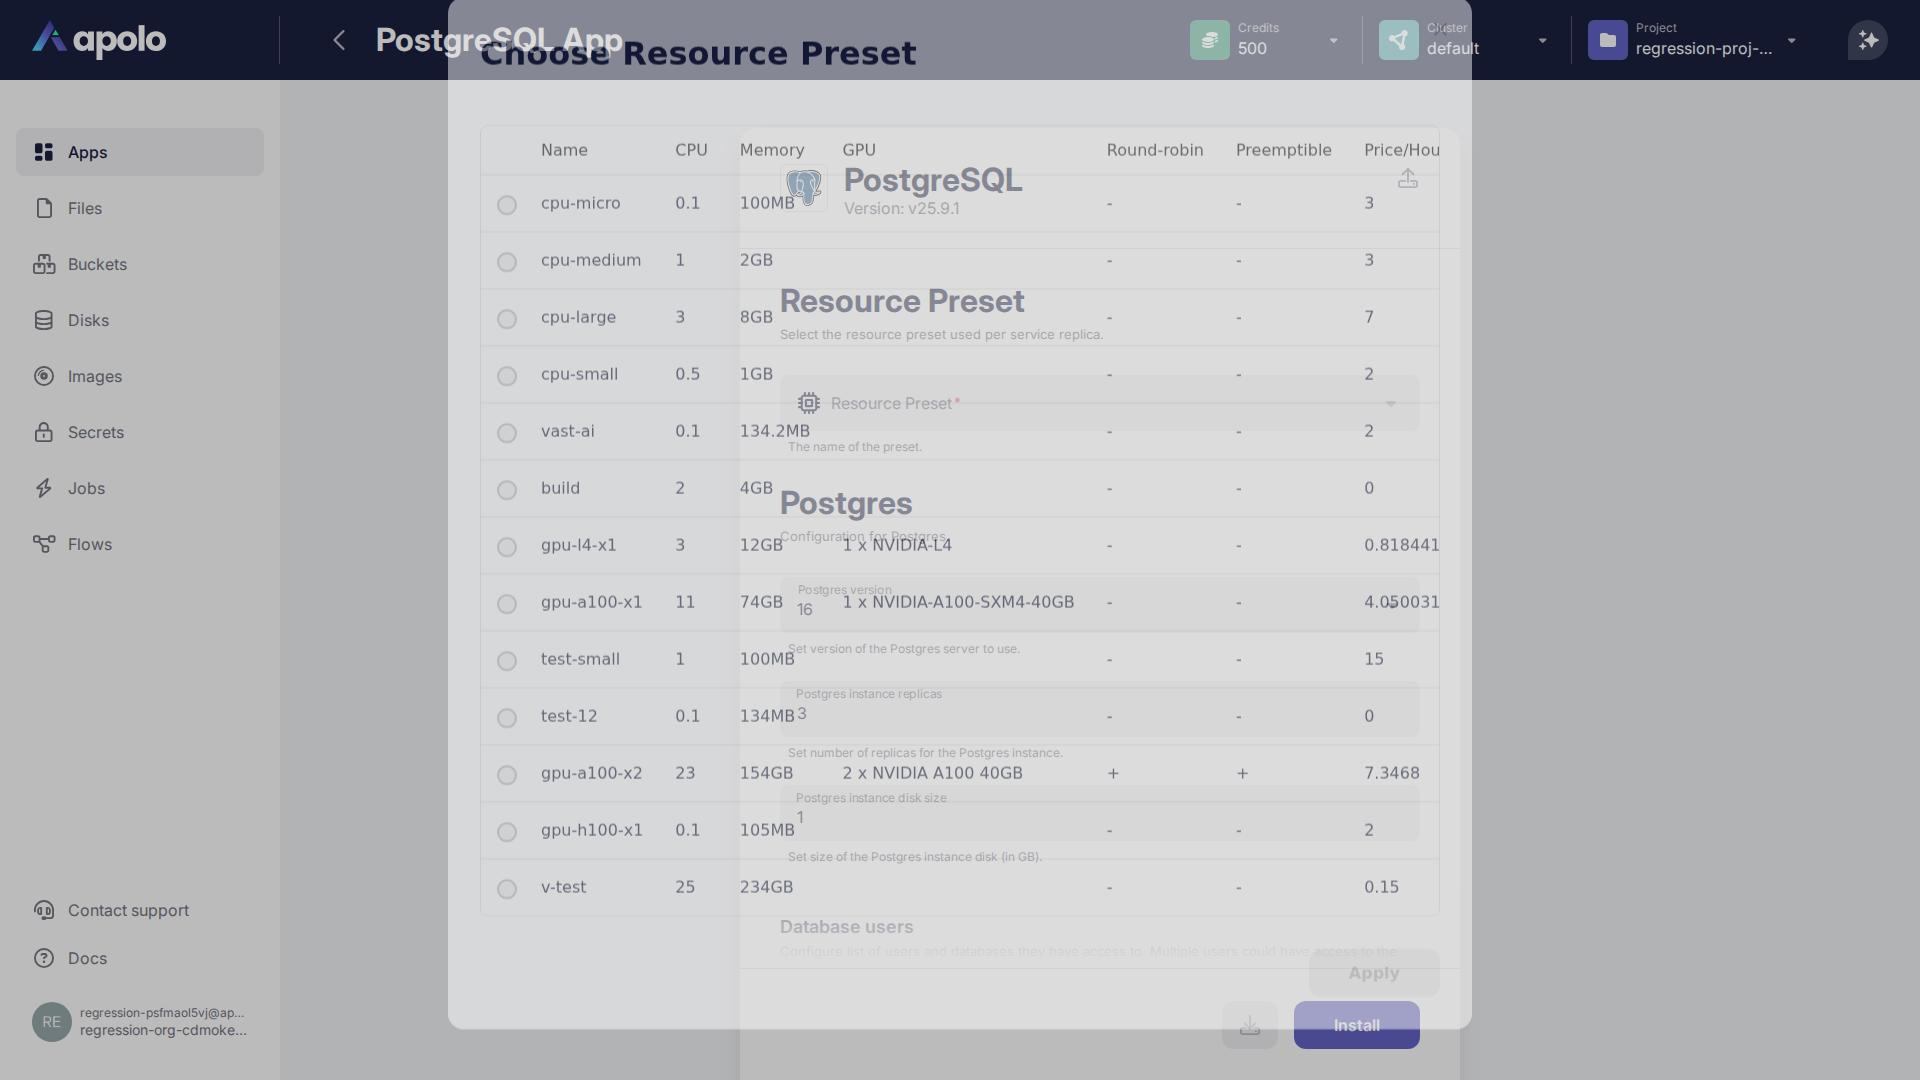 apolo
PostgreSQL App
Choose Resource Preset
Credits
500
Cluster
default
Project
regression-proj-...
Apps
Files
Buckets
Disks
Images
Secrets
Jobs
Flows
Contact support
Docs
RE
regression-psfmaol5vj@ap...
regression-org-cdmoke...
Name CPU Memory GPU Round-robin Preemptible Price/Hou
cpu-micro 0.1 100MB - - 3
cpu-medium 1 2GB - - 3
cpu-large 3 8GB - - 7
cpu-small 0.5 1GB - - 2
vast-ai 0.1 134.2MB - - 2
build 2 4GB - - 0
gpu-l4-x1 3 12GB 1 x NVIDIA-L4 - - 0.818441
gpu-a100-x1 11 74GB 1 x NVIDIA-A100-SXM4-40GB - - 4.050031
test-small 1 100MB - - 15
test-12 0.1 134MB - - 0
gpu-a100-x2 23 154GB 2 x NVIDIA A100 40GB + + 7.3468
gpu-h100-x1 0.1 105MB - - 2
v-test 25 234GB - - 0.15
Apply
PostgreSQL
Version: v25.9.1
Resource Preset
Select the resource preset used per service replica.
Resource Preset*
The name of the preset.
Postgres
Configuration for Postgres.
Postgres version
16
Set version of the Postgres server to use.
Postgres instance replicas
3
Set number of replicas for the Postgres instance.
Postgres instance disk size
1
Set size of the Postgres instance disk (in GB).
Database users
Configure list of users and databases they have access to. Multiple users could have access to the
Install